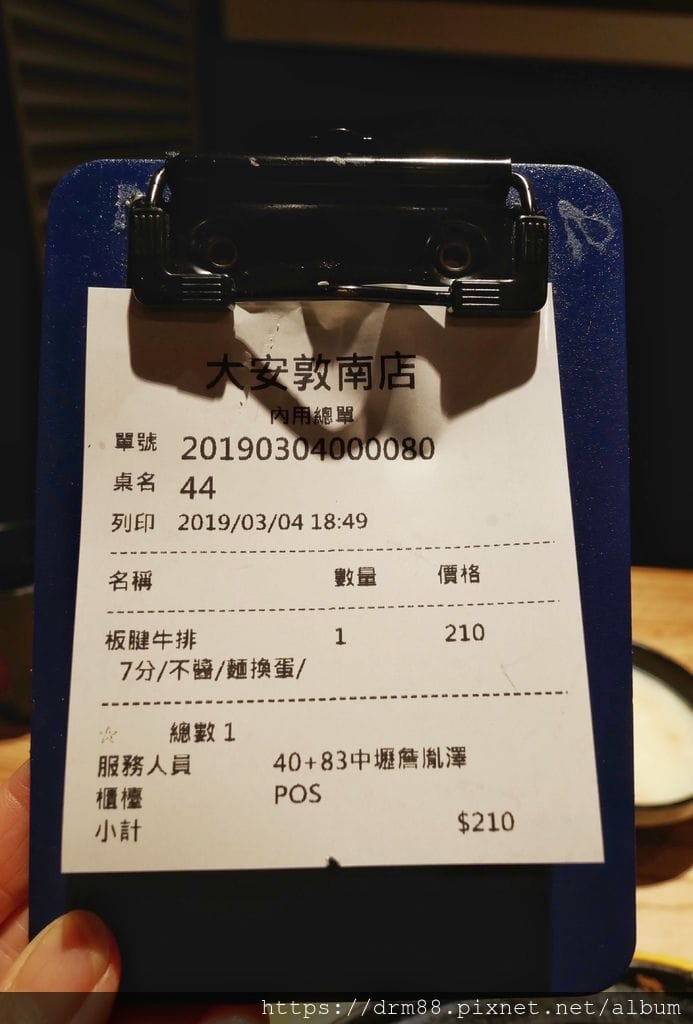 大安敦南店
內用總單
單號 20190304000080
桌名 44
列印 2019/03/04 18:49
名稱 數量 價格
板腱牛排 1 210
7分/不醬/麵換蛋/
☆ 總數 1
服務人員 40+83中壢詹胤澤
櫃檯 POS
小計 $210
https://drm88.pixnet.net/album